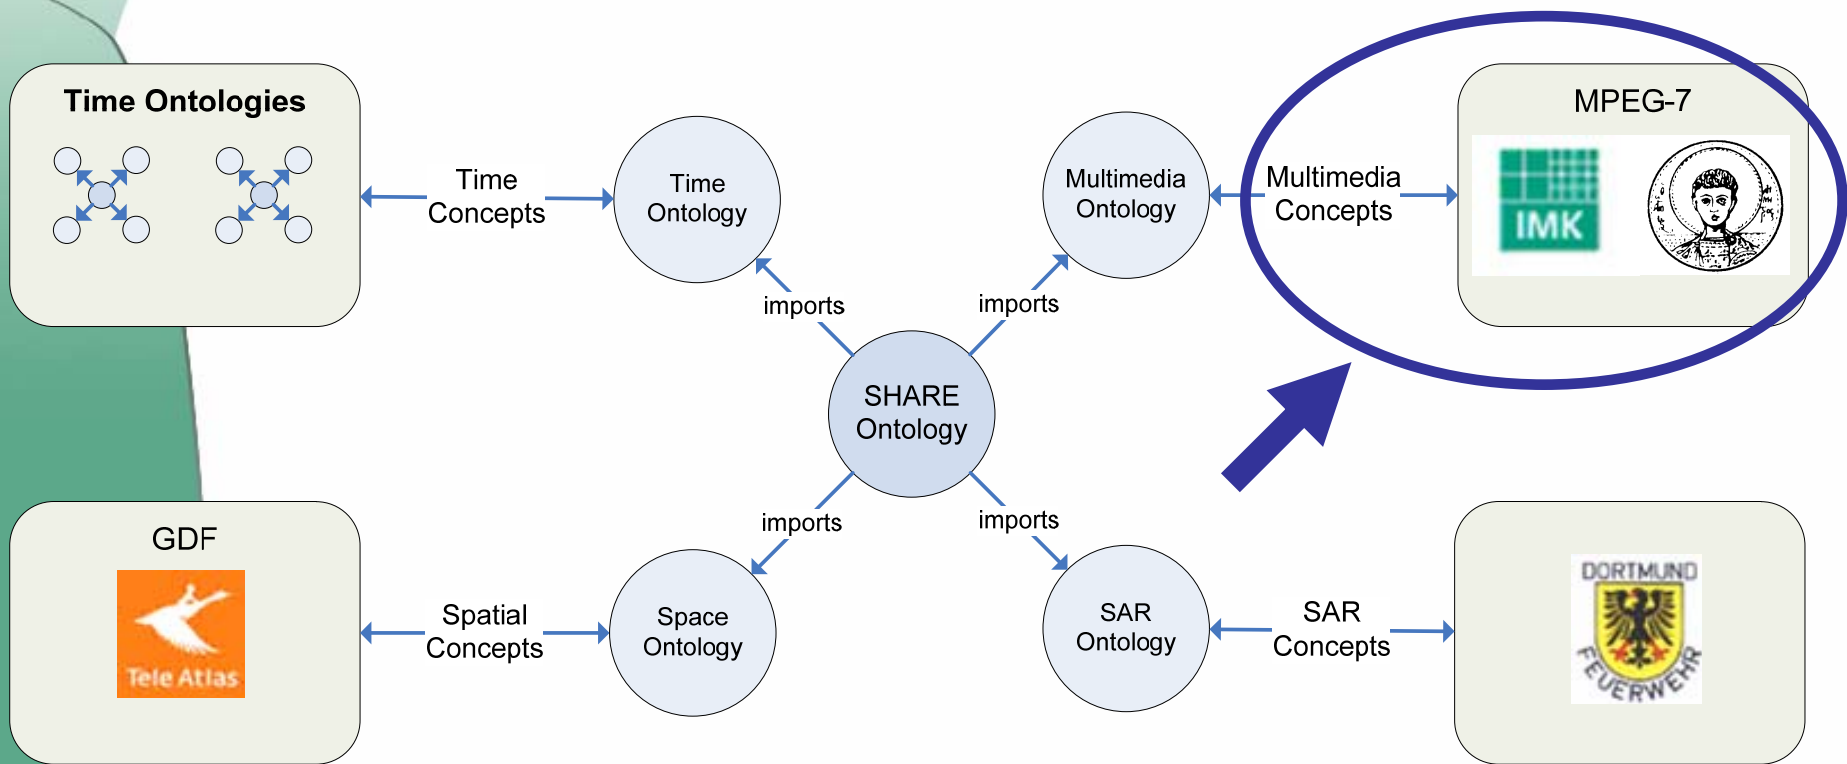 Time Ontologies
Time
Concepts
Time
Ontology
Multimedia
Ontology
Multimedia
Concepts
MPEG-7
IMK
imports
imports
SHARE
Ontology
imports
imports
GDF
Tele Atlas
Spatial
Concepts
Space
Ontology
SAR
Ontology
SAR
Concepts
DORTMUND
FEUERWEHR